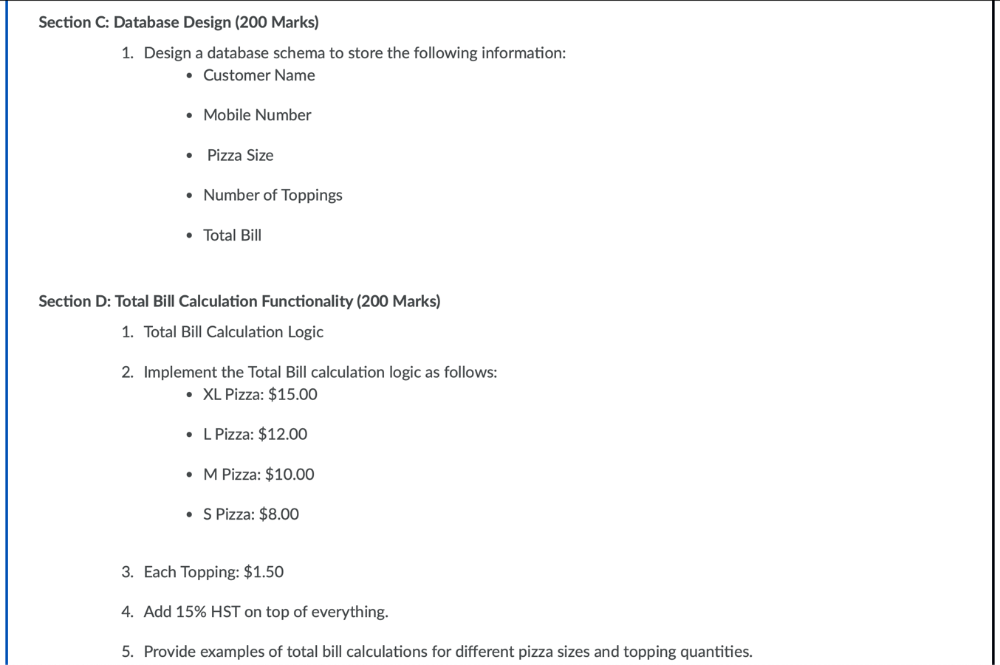 Section C: Database Design (200 Marks)
1. Design a database schema to store the following information:
• Customer Name
• Mobile Number
• Pizza Size
• Number of Toppings
• Total Bill
Section D: Total Bill Calculation Functionality (200 Marks)
1. Total Bill Calculation Logic
2. Implement the Total Bill calculation logic as follows:
• XL Pizza: $15.00
• L Pizza: $12.00
• M Pizza: $10.00
• S Pizza: $8.00
3. Each Topping: $1.50
4. Add 15% HST on top of everything.
5. Provide examples of total bill calculations for different pizza sizes and topping quantities.